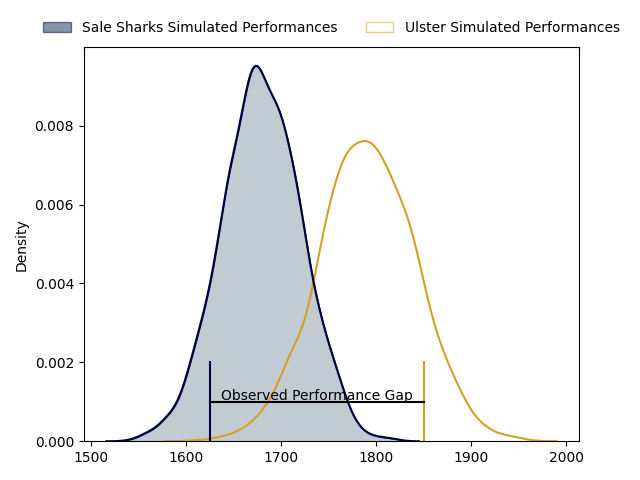 Sale Sharks Simulated Performances Ulster Simulated Performances
0.008
0.006
Density
0.004
0.002
Observed Performance Gap
0.000
1500 1600 1700 1800 1900 2000